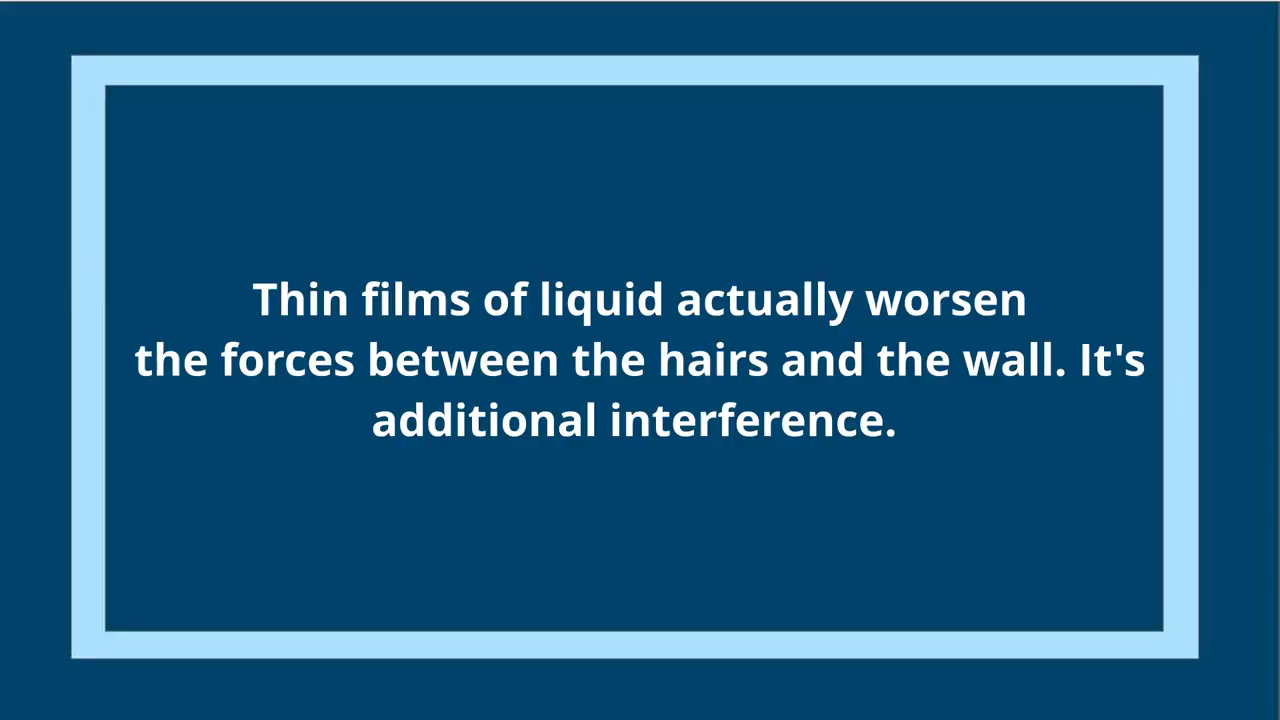 Thin films of liquid actually worsen
the forces between the hairs and the wall. It's
additional interference.